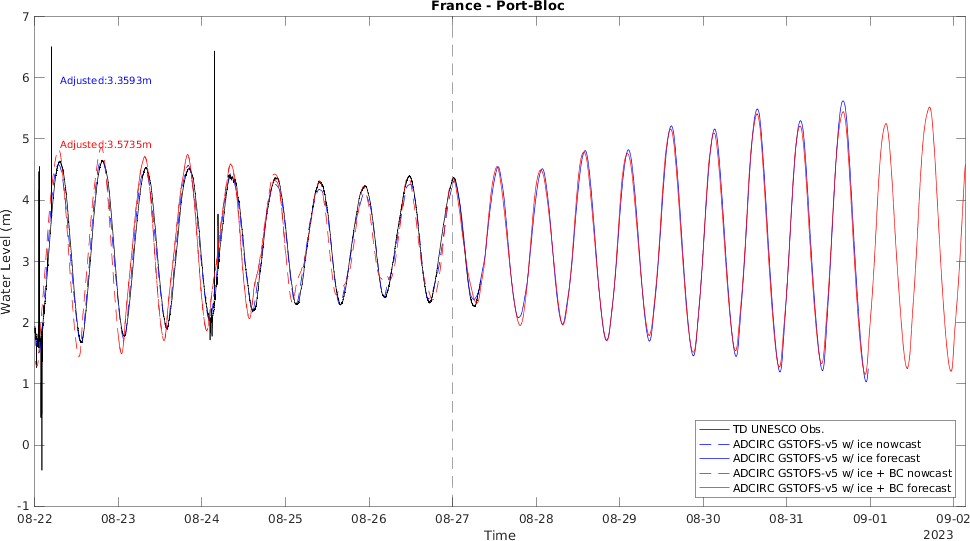 France - Port-Bloc
7
6
5
4
3
2
1
0
-1
Water Level (m)
Adjusted:3.3593m
Adjusted:3.5735m
TD UNESCO Obs.
ADCIRC GSTOFS-v5 w/ ice nowcast
ADCIRC GSTOFS-v5 w/ ice forecast
ADCIRC GSTOFS-v5 w/ ice + BC nowcast
ADCIRC GSTOFS-v5 w/ ice + BC forecast
08-22 08-23 08-24 08-25 08-26 08-27 08-28 08-29 08-30 08-31 09-01 09-02
Time
2023